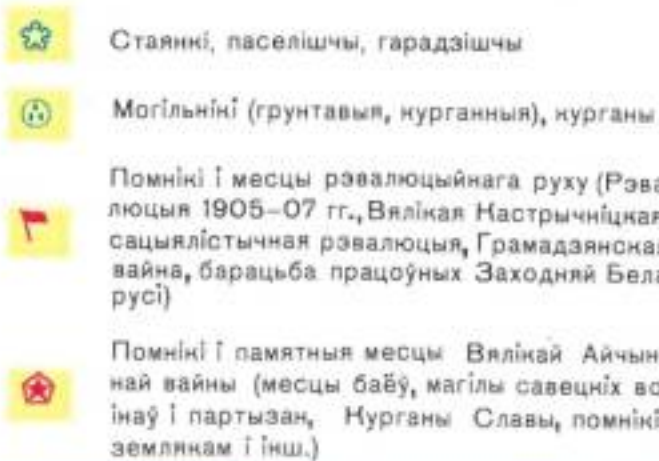 Стаянкі, паселішчы, гарадзішчы
Могільнікі (грунтавыя, курганныя), курганы
Помнікі і месцы рэвалюцыйнага руху (Рэва
люцыя 1905–07 гг., Вялікая Кастрычніцкая
сацыялістычная рэвалюцыя, Грамадзянская
вайна, барацьба працоўных Заходняй Бела
русі)
Помнікі і памятныя месцы Вялікай Айчын
най вайны (месцы баёў, магілы савецкіх во
інаў і партызан, Курганы Славы, помнікі
землякам і інш.)